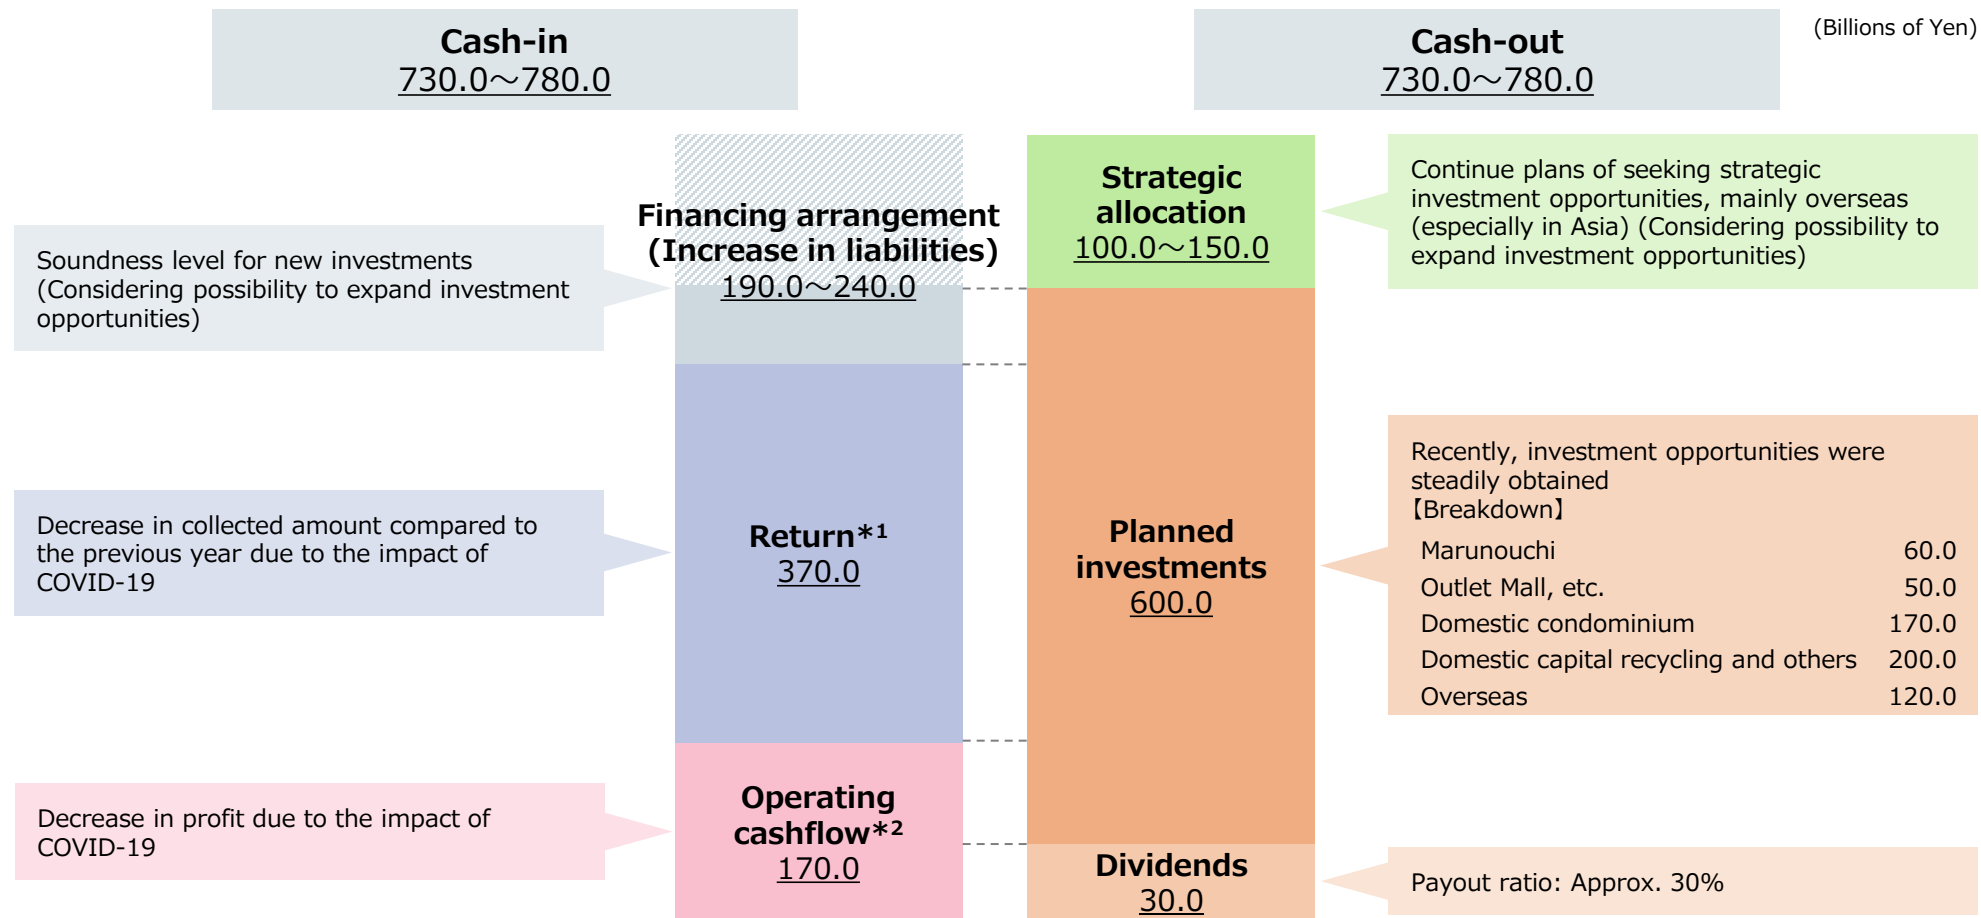 (Billions of Yen)
Cash-in
730.0～780.0
Cash-out
730.0～780.0
Financing arrangement
(Increase in liabilities)
190.0～240.0
Soundness level for new investments
(Considering possibility to expand investment
opportunities)
Return*1
370.0
Decrease in collected amount compared to
the previous year due to the impact of
COVID-19
Operating
cashflow*2
170.0
Decrease in profit due to the impact of
COVID-19
Strategic
allocation
100.0～150.0
Continue plans of seeking strategic
investment opportunities, mainly overseas
(especially in Asia) (Considering possibility to
expand investment opportunities)
Planned
investments
600.0
Recently, investment opportunities were
steadily obtained
【Breakdown】
Marunouchi 60.0
Outlet Mall, etc. 50.0
Domestic condominium 170.0
Domestic capital recycling and others 200.0
Overseas 120.0
Dividends
30.0
Payout ratio: Approx. 30%